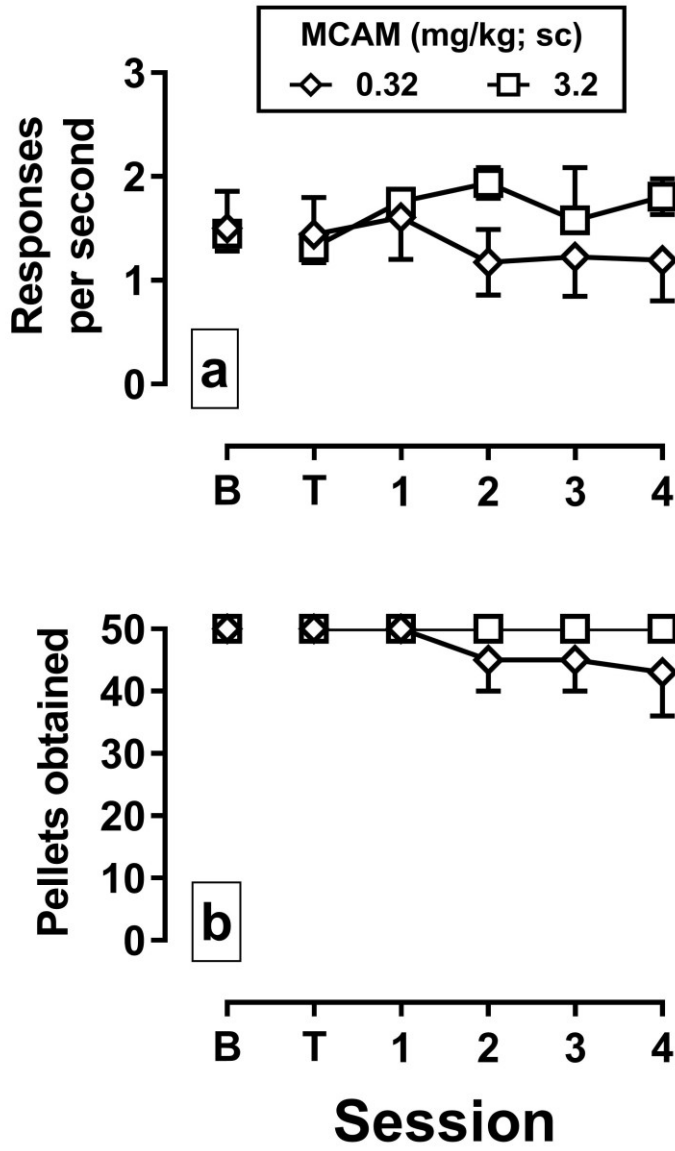 MCAM (mg/kg; sc)
0.32 3.2
Responses
per second
3
2
1
0
a
B T 1 2 3 4
Pellets obtained
50
40
30
20
10
0
b
B T 1 2 3 4
Session